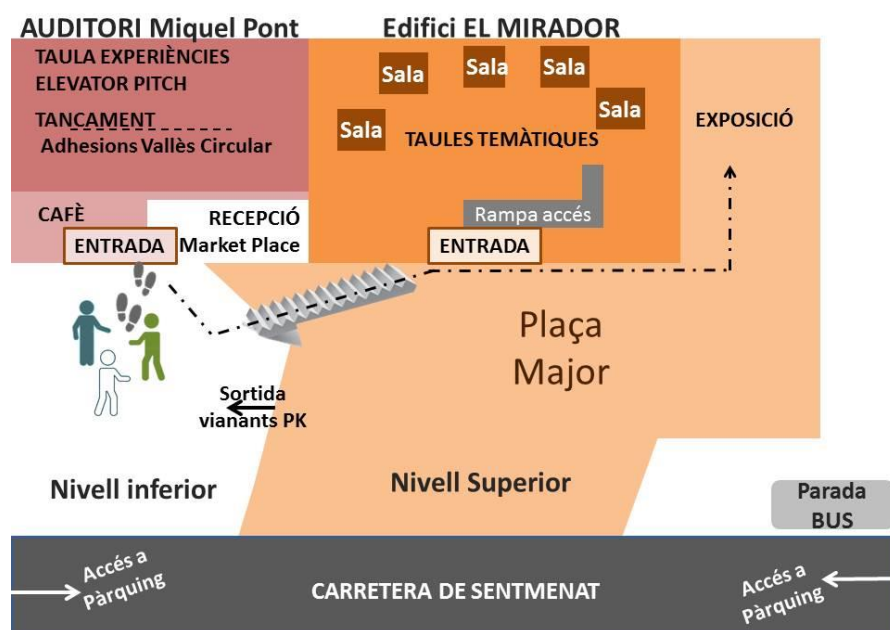 AUDITORI Miquel Pont
Edifici EL MIRADOR
TAULA EXPERIÈNCIES
ELEVATOR PITCH
TANCAMENT
Adhesions Vallès Circular
Sala
Sala
Sala
Sala
Sala
TAULES TEMÀTIQUES
EXPOSICIÓ
CAFÈ
RECEPCIÓ
Market Place
ENTRADA
Rampa accés
ENTRADA
Plaça
Major
Sortida
vianants PK
Nivell inferior
Nivell Superior
Parada
BUS
Accés a
Pàrquing
CARRETERA DE SENTMENAT
Accés a
Pàrquing